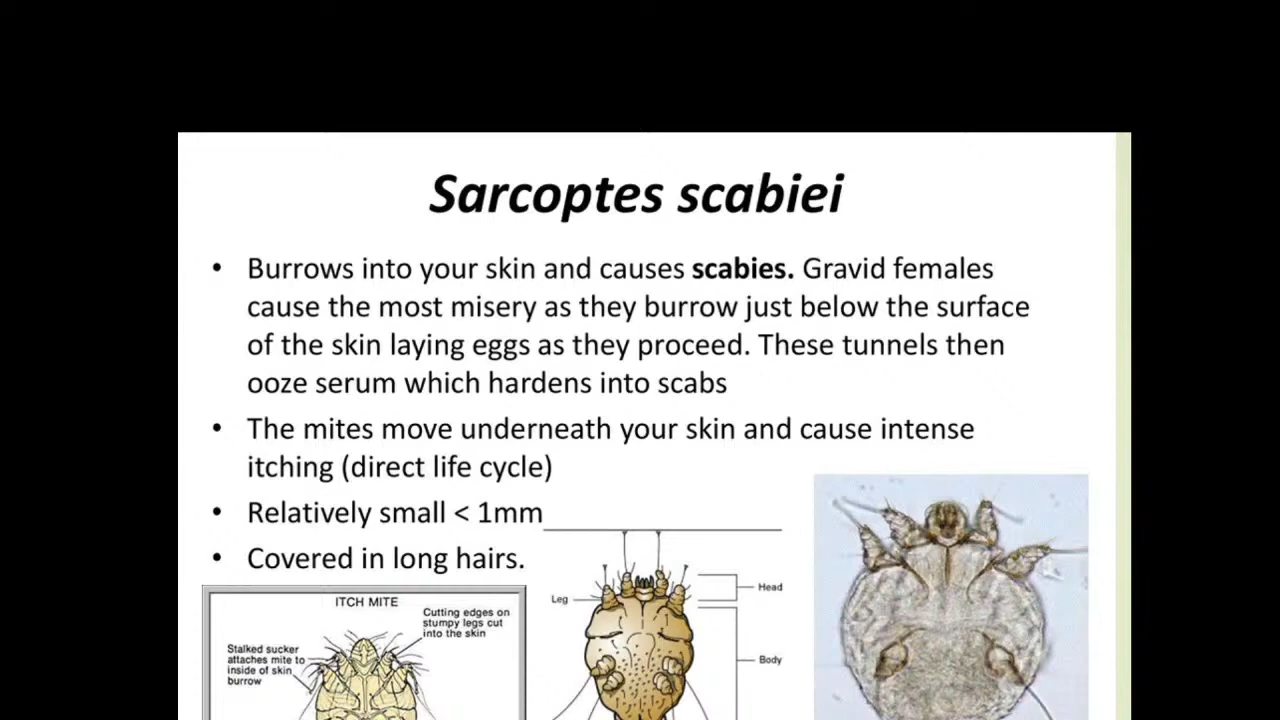 Sarcoptes scabiei
• Burrows into your skin and causes scabies. Gravid females
cause the most misery as they burrow just below the surface
of the skin laying eggs as they proceed. These tunnels then
ooze serum which hardens into scabs
• The mites move underneath your skin and cause intense
itching (direct life cycle)
• Relatively small < 1mm
• Covered in long hairs.
ITCH MITE
Cutting edges on
stumpy legs cut
into the skin
Stalked sucker
attaches mite to
inside of skin
burrow
Leg
Head
Body